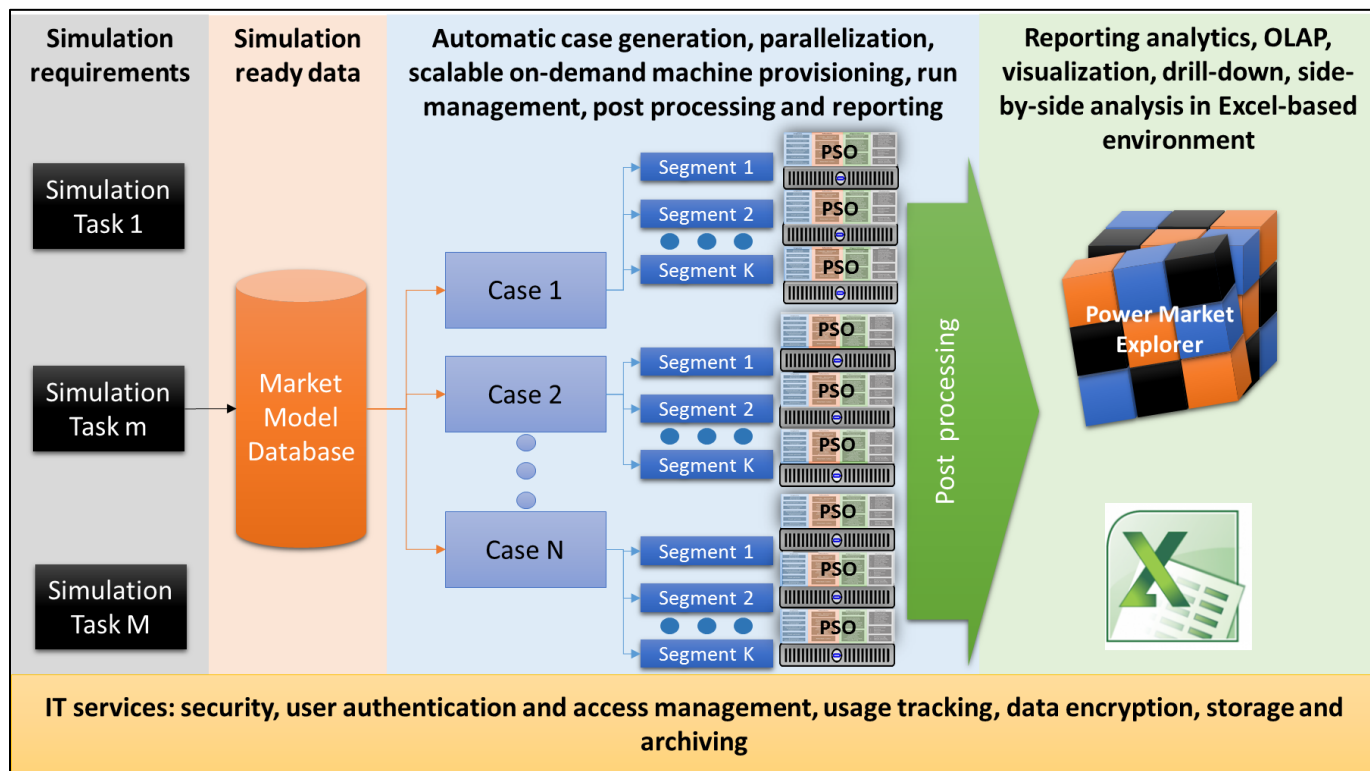 Simulation
requirements
Simulation
ready data
Automatic case generation, parallelization,
scalable on-demand machine provisioning, run
management, post processing and reporting
Reporting analytics, OLAP,
visualization, drill-down, side-
by-side analysis in Excel-based
environment
Simulation
Task 1
Simulation
Task m
Simulation
Task M
Market
Model
Database
Case 1
Case 2
Case N
Segment 1
Segment 2
Segment K
Segment 1
Segment 2
Segment K
Segment 1
Segment 2
Segment K
PSO
PSO
PSO
PSO
PSO
PSO
PSO
PSO
PSO
Post processing
Power Market
Explorer
X
IT services: security, user authentication and access management, usage tracking, data encryption, storage and
archiving